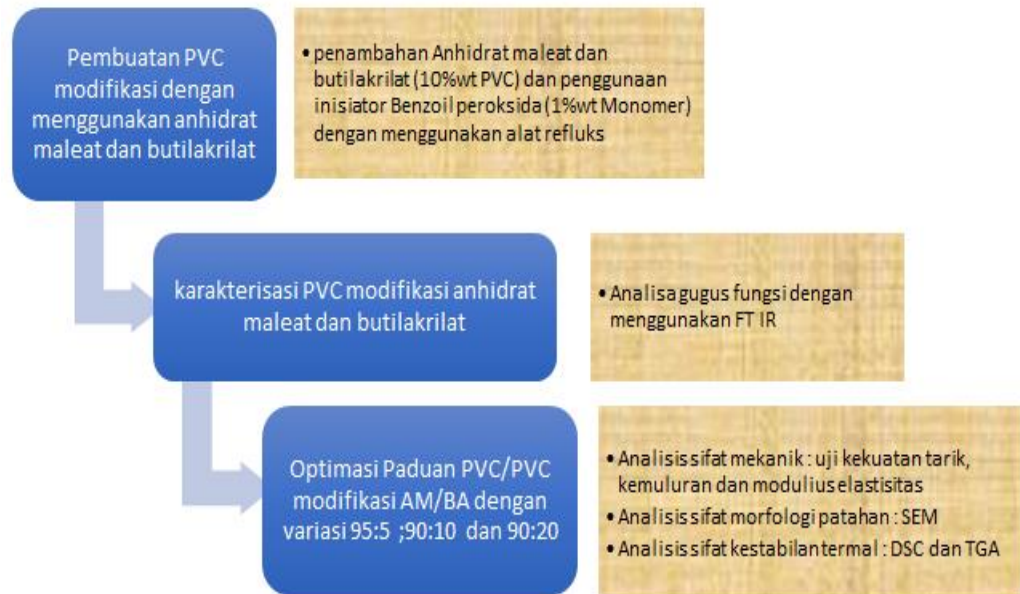 Pembuatan PVC
modifikasi dengan
menggunakan anhidrat
maleat dan butilakrilat
• penambahan Anhidrat maleat dan
butilakrilat (10%wt PVC) dan penggunaan
inisiator Benzoil peroksida (1%wt Monomer)
dengan menggunakan alat refluks
karakterisasi PVC modifikasi anhidrat
maleat dan butilakrilat
• Analisa gugus fungsi dengan
menggunakan FT IR
Optimasi Paduan PVC/PVC
modifikasi AM/BA dengan
variasi 95:5 ;90:10 dan 90:20
• Analisis sifat mekanik : uji kekuatan tarik,
kemuluran dan modulius elastisitas
• Analisis sifat morfologi patahan : SEM
• Analisis sifat kestabilan termal : DSC dan TGA